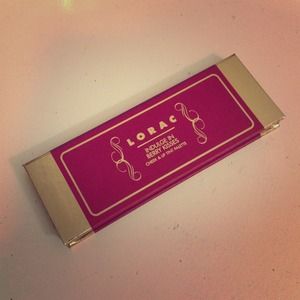 LORAC
INDULGE IN
BERRY KISSES
CHEEK & LIP TINT PALETTE